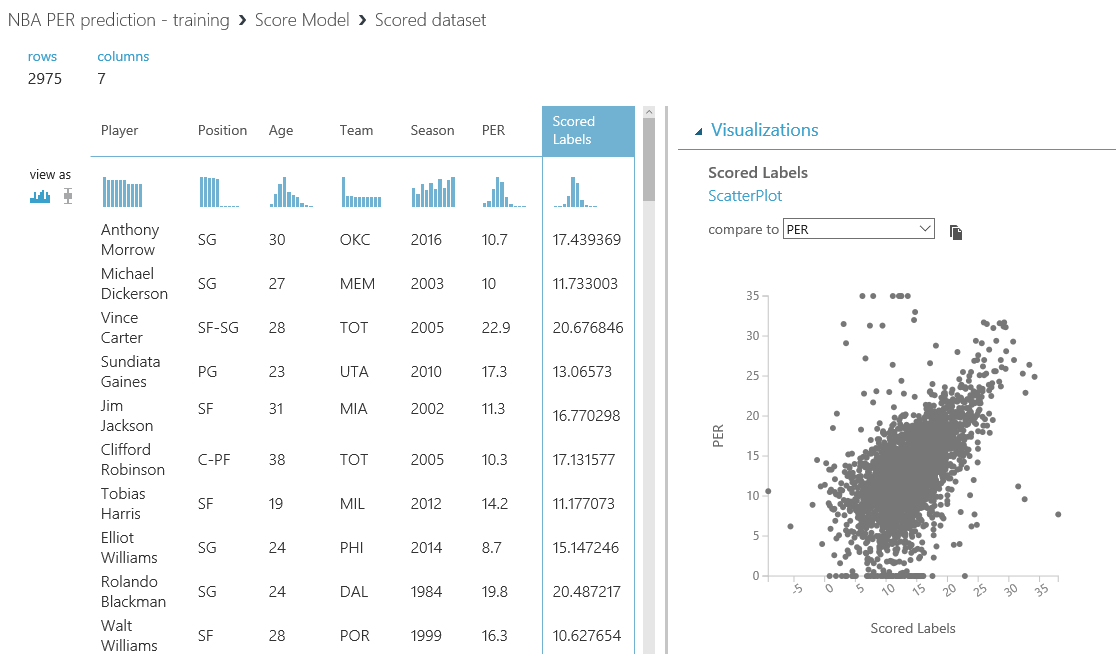 NBA PER prediction - training › Score Model › Scored dataset
rows columns
2975 7
Player Position Age Team Season PER Scored Labels
view as
Anthony Morrow SG 30 OKC 2016 10.7 17.439369
Michael Dickerson SG 27 MEM 2003 10 11.733003
Vince Carter SF-SG 28 TOT 2005 22.9 20.676846
Sundiata Gaines PG 23 UTA 2010 17.3 13.06573
Jim Jackson SF 31 MIA 2002 11.3 16.770298
Clifford Robinson C-PF 38 TOT 2005 10.3 17.131577
Tobias Harris SF 19 MIL 2012 14.2 11.177073
Elliot Williams SG 24 PHI 2014 8.7 15.147246
Rolando Blackman SG 24 DAL 1984 19.8 20.487217
Walt Williams SF 28 POR 1999 16.3 10.627654
Visualizations
Scored Labels
ScatterPlot
compare to PER
35
30
25
20
15
10
5
0
PER
-5 0 5 10 15 20 25 30 35
Scored Labels